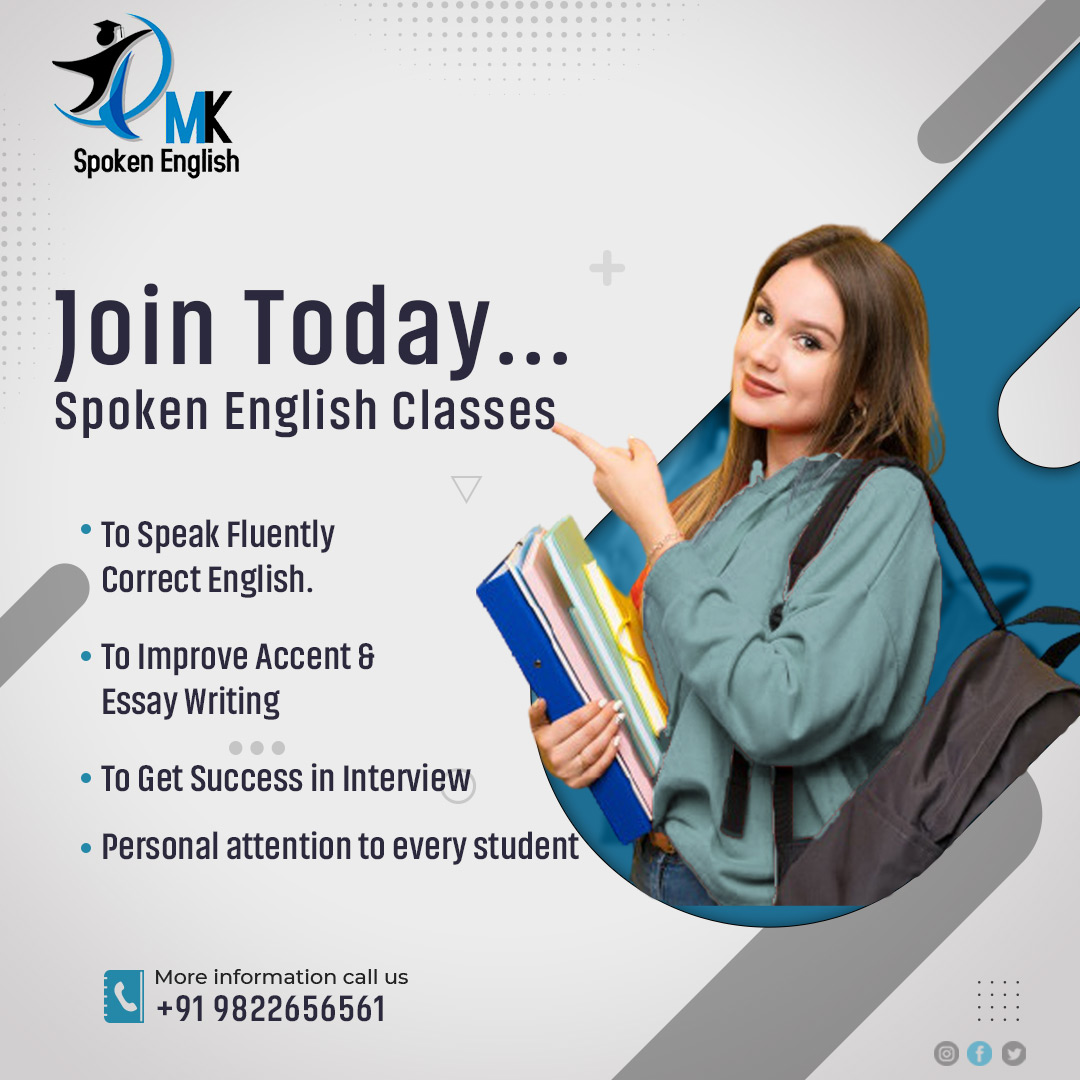 MK
Spoken English
Join Today...
Spoken English Classes
• To Speak Fluently
Correct English.
• To Improve Accent &
Essay Writing
• To Get Success in Interview
• Personal attention to every student
More information call us
+91 9822656561